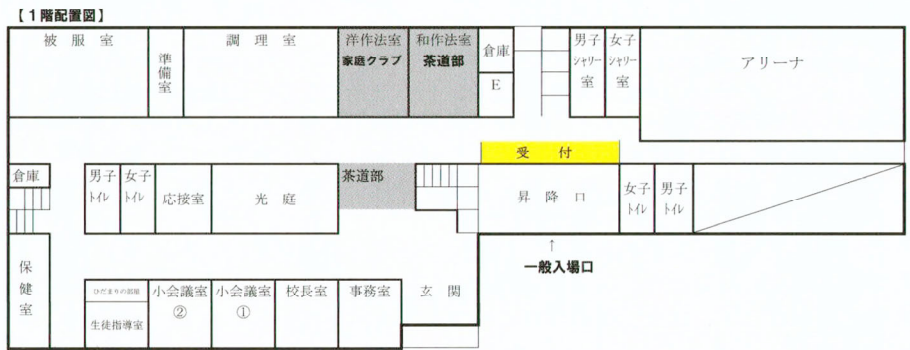 【1階配置図】
被服室
準備室
調理室
洋作法室
家庭クラブ
和作法室
茶道部
倉庫
E
男子
シャワー
室
女子
シャワー
室
アリーナ
受付
倉庫
男子
トイレ
女子
トイレ
応接室
光庭
茶道部
昇降口
女子
トイレ
男子
トイレ
↑
一般入場口
保健室
ひだまりの部屋
生徒指導室
小会議室
②
小会議室
①
校長室
事務室
玄関